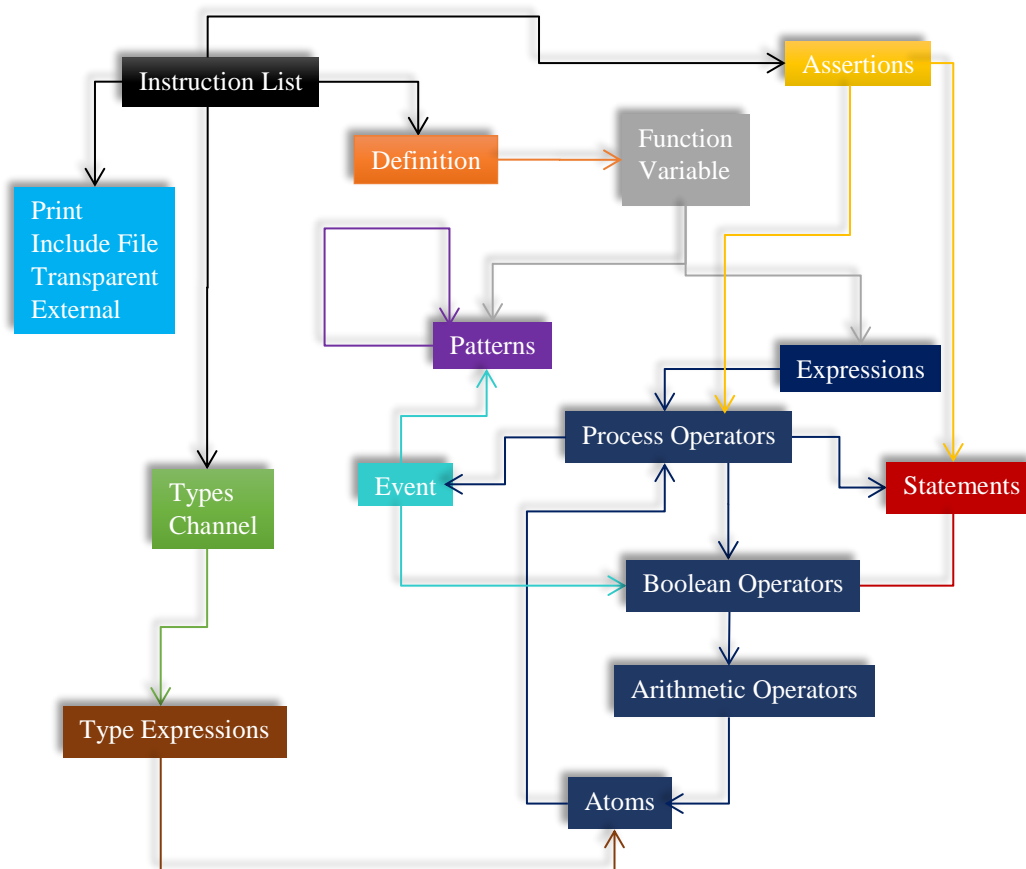 Instruction List
Assertions
Definition
Function
Variable
Print
Include File
Transparent
External
Patterns
Expressions
Process Operators
Types
Channel
Event
Statements
Boolean Operators
Arithmetic Operators
Type Expressions
Atoms